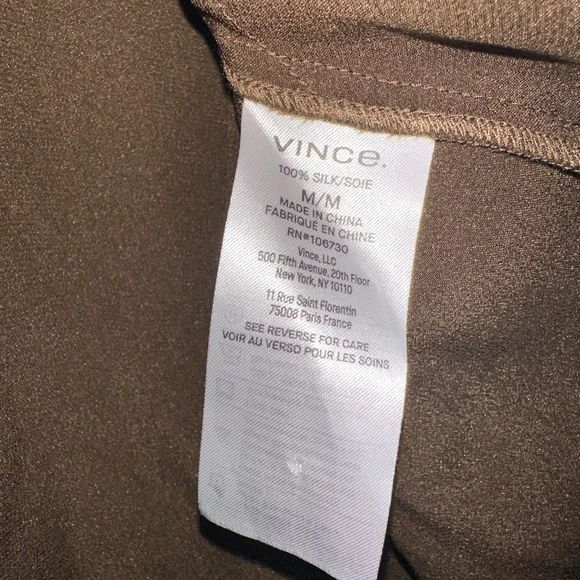 VINCE.
100% SILK/SOIE
M/M
MADE IN CHINA
FABRIQUÉ EN CHINE
RN#106730
Vince, LLC
500 Fifth Avenue, 20th Floor
New York, NY 10110
11 Rue Saint Florentin
75008 Paris France
SEE REVERSE FOR CARE
VOIR AU VERSO POUR LES SOINS